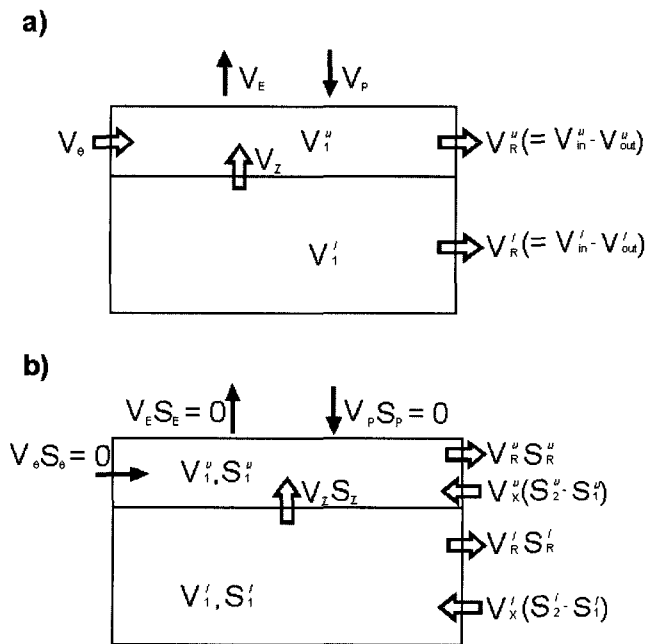 a)
V_E V_P
V_e V_1^u V_R^u (= V_in^u - V_out^u)
V_z
V_1^l V_R^l (= V_in^l - V_out^l)
b)
V_E S_E = 0 V_P S_P = 0
V_e S_e = 0 V_1^u, S_1^u V_R^u S_R^u
V_z S_z V_x^u (S_2^u - S_1^u)
V_R^l S_R^l
V_1^l, S_1^l V_x^l (S_2^l - S_1^l)